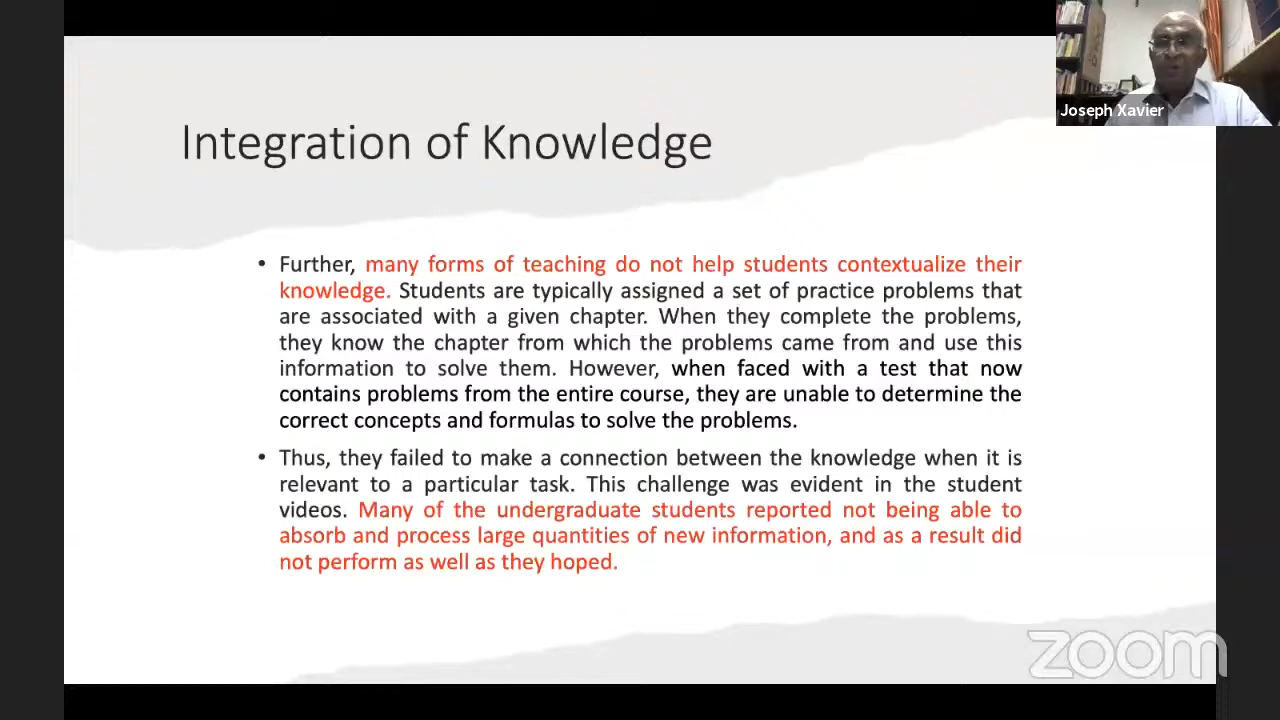 Joseph Xavier
Integration of Knowledge
• Further, many forms of teaching do not help students contextualize their
knowledge. Students are typically assigned a set of practice problems that
are associated with a given chapter. When they complete the problems,
they know the chapter from which the problems came from and use this
information to solve them. However, when faced with a test that now
contains problems from the entire course, they are unable to determine the
correct concepts and formulas to solve the problems.
• Thus, they failed to make a connection between the knowledge when it is
relevant to a particular task. This challenge was evident in the student
videos. Many of the undergraduate students reported not being able to
absorb and process large quantities of new information, and as a result did
not perform as well as they hoped.
zoom